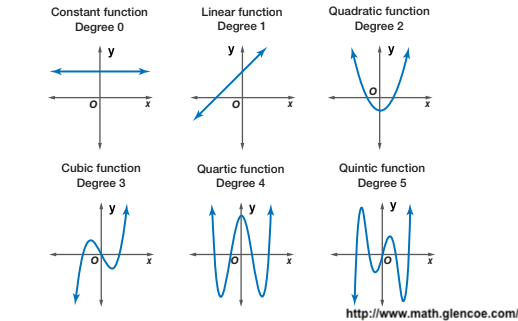 Constant function
Degree 0
Linear function
Degree 1
Quadratic function
Degree 2
y
O
x
y
O
x
y
O
x
Cubic function
Degree 3
Quartic function
Degree 4
Quintic function
Degree 5
y
O
x
y
O
x
y
O
x
http://www.math.glencoe.com/